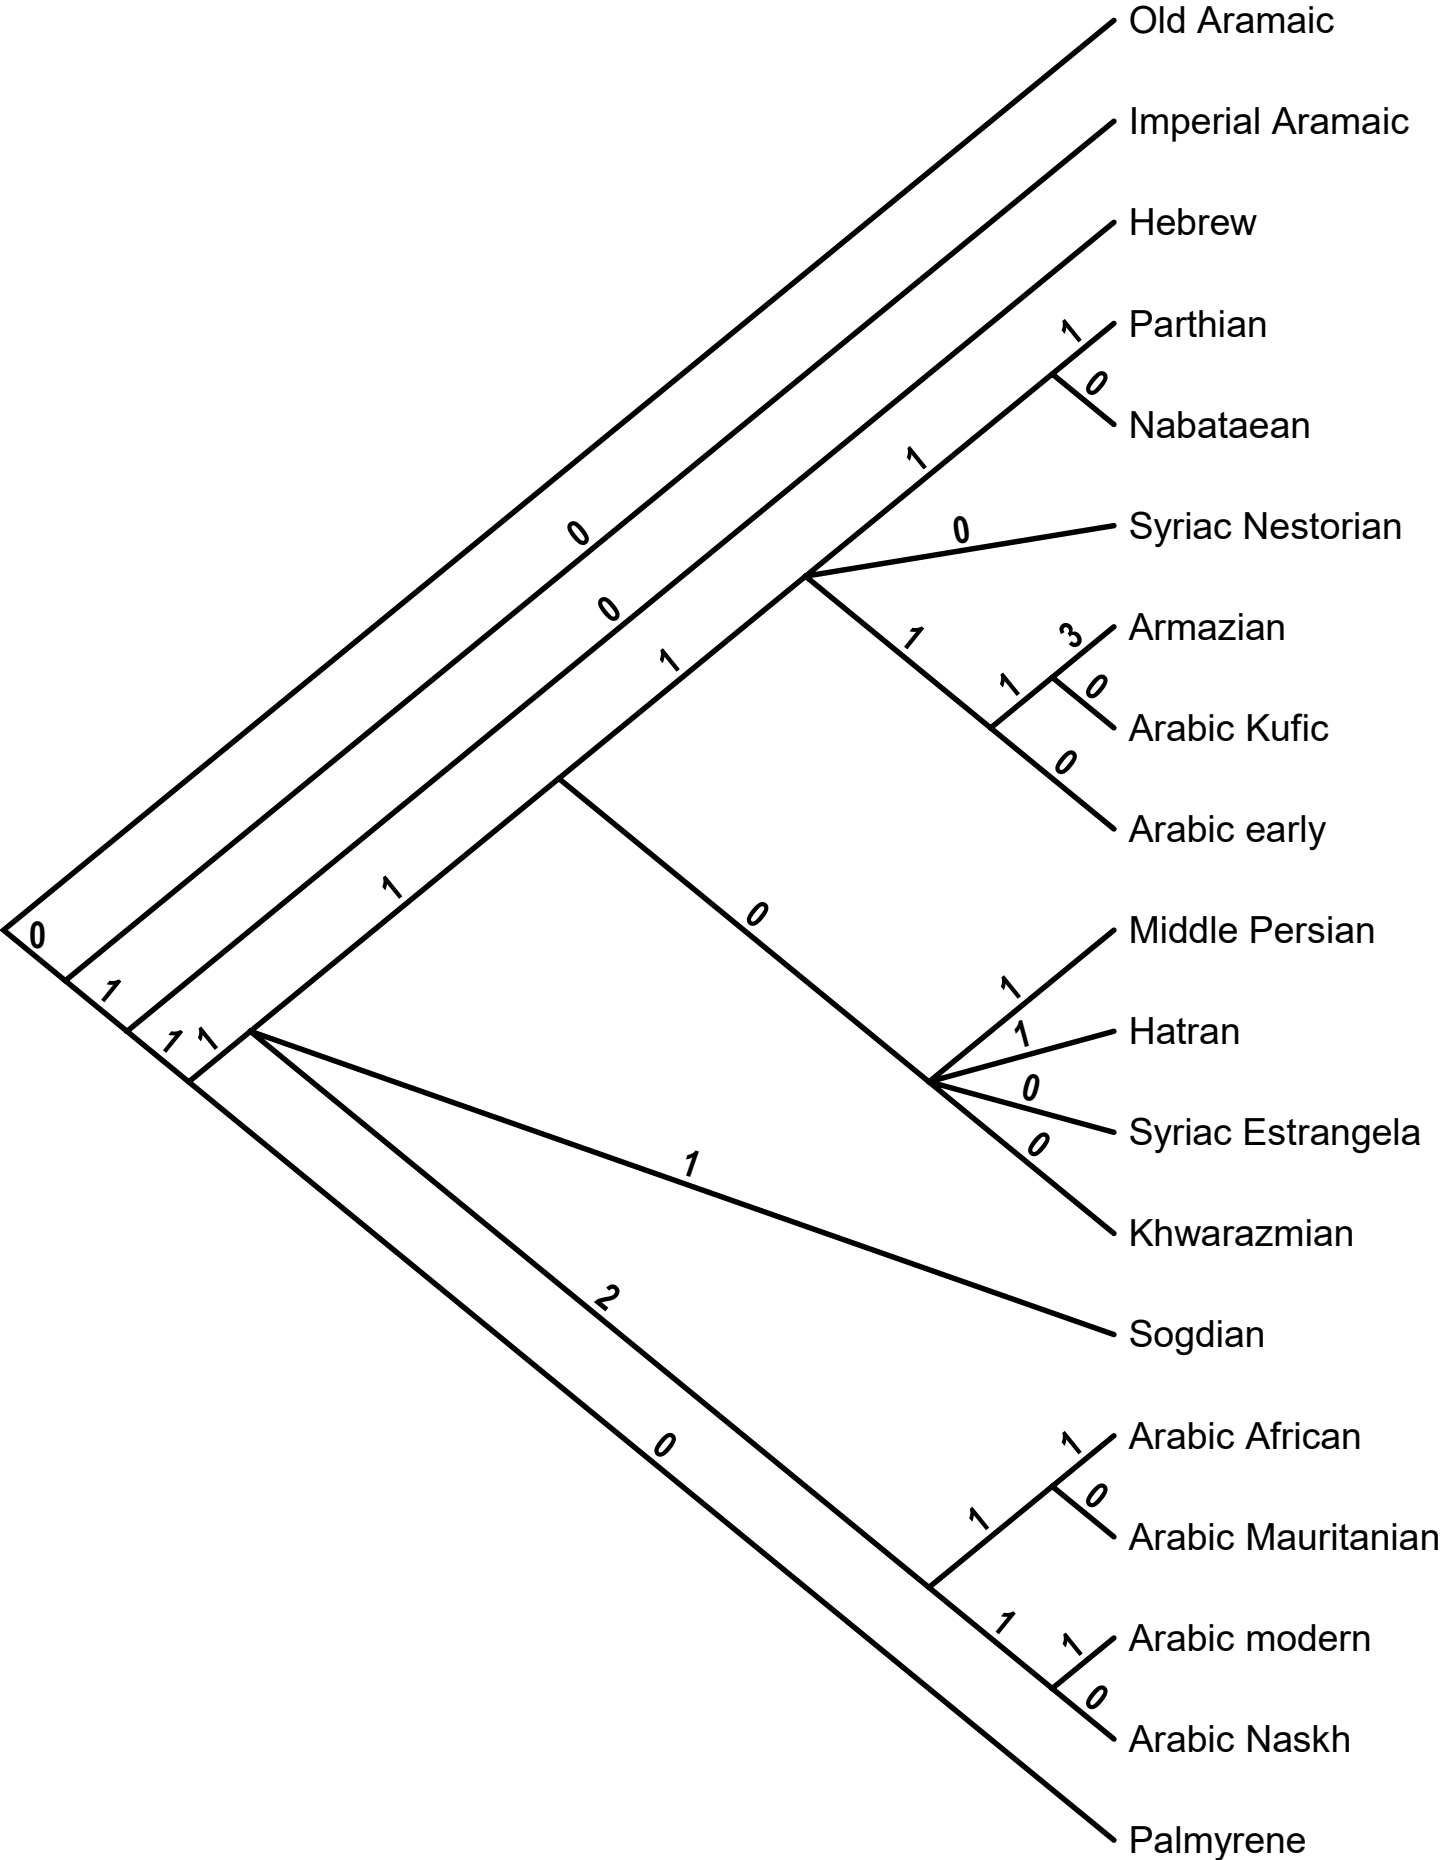 Old Aramaic
Imperial Aramaic
Hebrew
1 Parthian
0
Nabataean
1
0 Syriac Nestorian
0
0
1
3 Armazian
1
1
0
Arabic Kufic
0
Arabic early
1
0
0
Middle Persian
1
1
1 Hatran
1 1
0
Syriac Estrangela
0
1
Khwarazmian
2
Sogdian
1 Arabic African
0
0
1
Arabic Mauritanian
1
1 Arabic modern
0
Arabic Naskh
Palmyrene